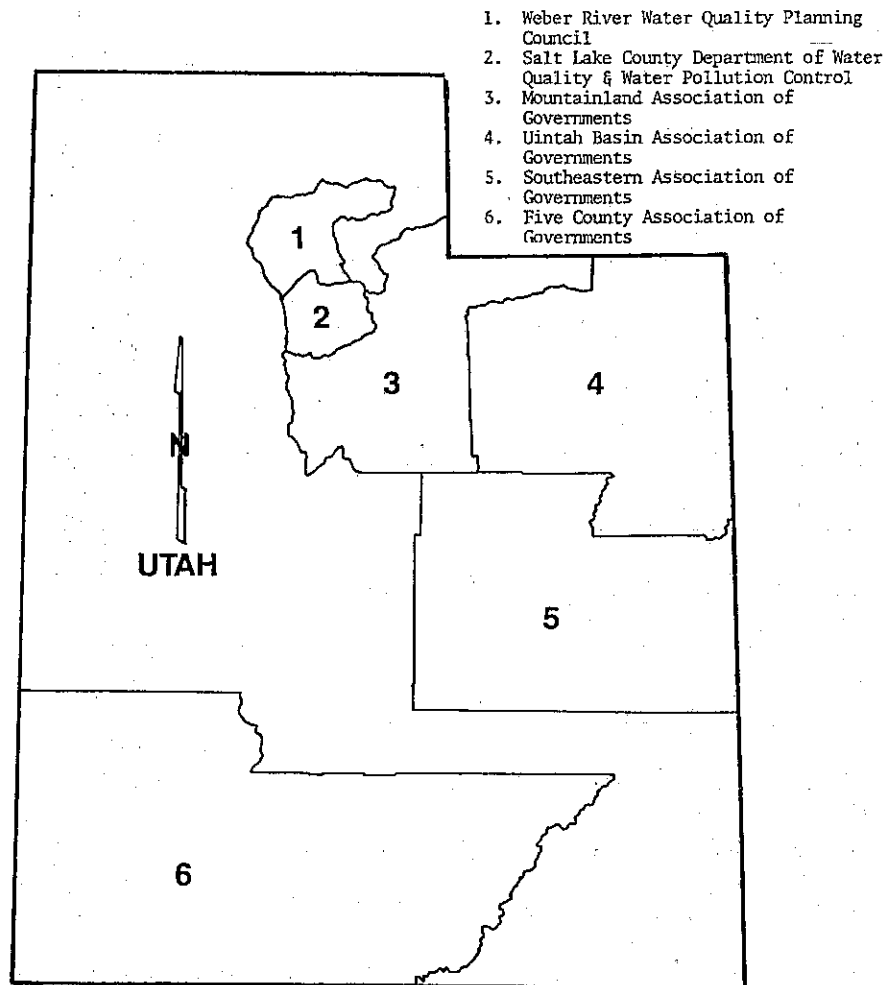 1. Weber River Water Quality Planning
Council
2. Salt Lake County Department of Water
Quality & Water Pollution Control
3. Mountainland Association of
Governments
4. Uintah Basin Association of
Governments
5. Southeastern Association of
Governments
6. Five County Association of
Governments
1
2
3
4
N
UTAH
5
6